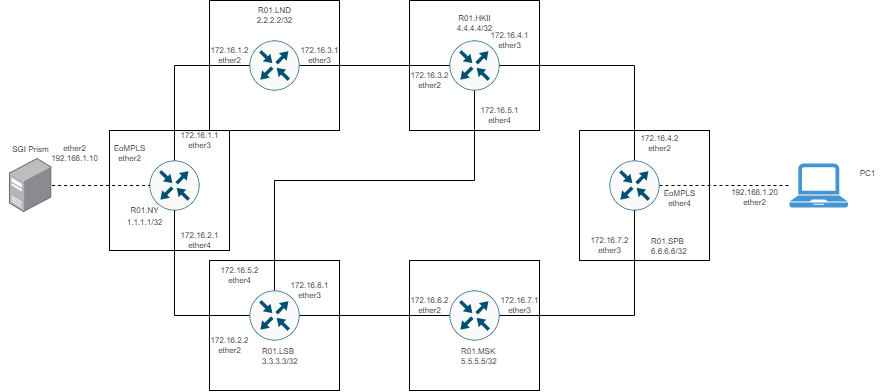 R01.LND
2.2.2.2/32
172.16.1.2
ether2
172.16.3.1
ether3
R01.HKII
4.4.4.4/32
172.16.4.1
ether3
172.16.3.2
ether2
172.16.5.1
ether4
SGI Prism
ether2
192.168.1.10
EoMPLS
ether2
172.16.1.1
ether3
R01.NY
1.1.1.1/32
172.16.2.1
ether4
172.16.4.2
ether2
EoMPLS
ether4
192.168.1.20
ether2
PC1
172.16.7.2
ether3
R01.SPB
6.6.6.6/32
172.16.5.2
ether4
172.16.6.1
ether3
172.16.2.2
ether2
R01.LSB
3.3.3.3/32
172.16.6.2
ether2
172.16.7.1
ether3
R01.MSK
5.5.5.5/32